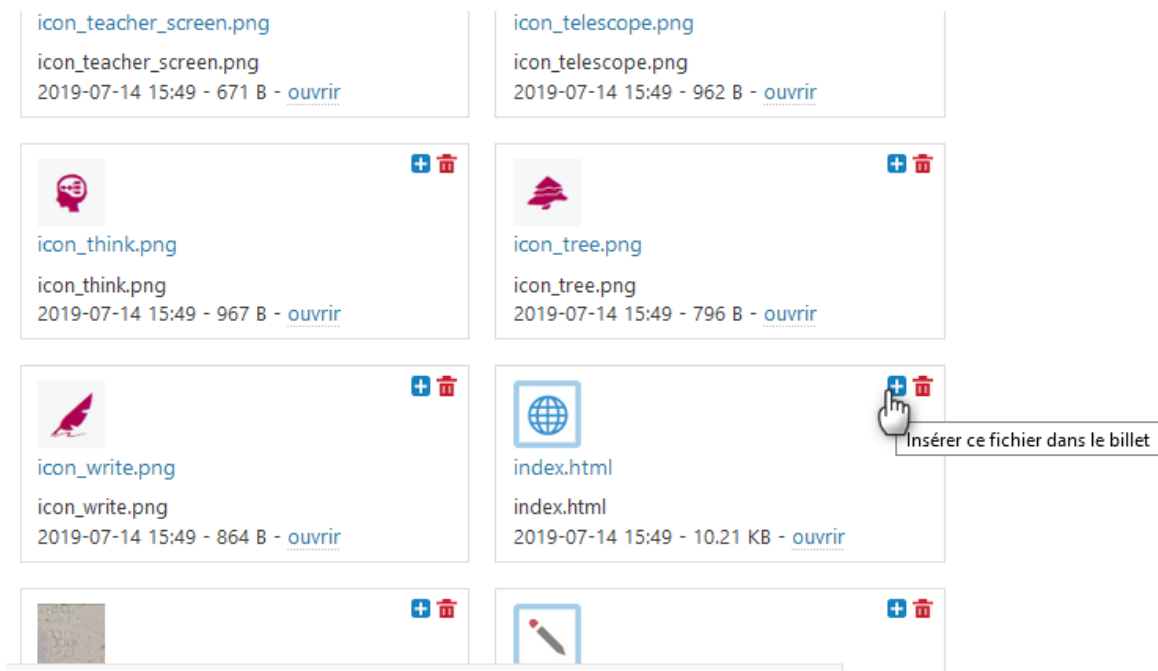 icon_teacher_screen.png
icon_teacher_screen.png
2019-07-14 15:49 - 671 B - ouvrir
icon_telescope.png
icon_telescope.png
2019-07-14 15:49 - 962 B - ouvrir
icon_think.png
icon_think.png
2019-07-14 15:49 - 967 B - ouvrir
icon_tree.png
icon_tree.png
2019-07-14 15:49 - 796 B - ouvrir
icon_write.png
icon_write.png
2019-07-14 15:49 - 864 B - ouvrir
index.html
index.html
2019-07-14 15:49 - 10.21 KB - ouvrir
Insérer ce fichier dans le billet